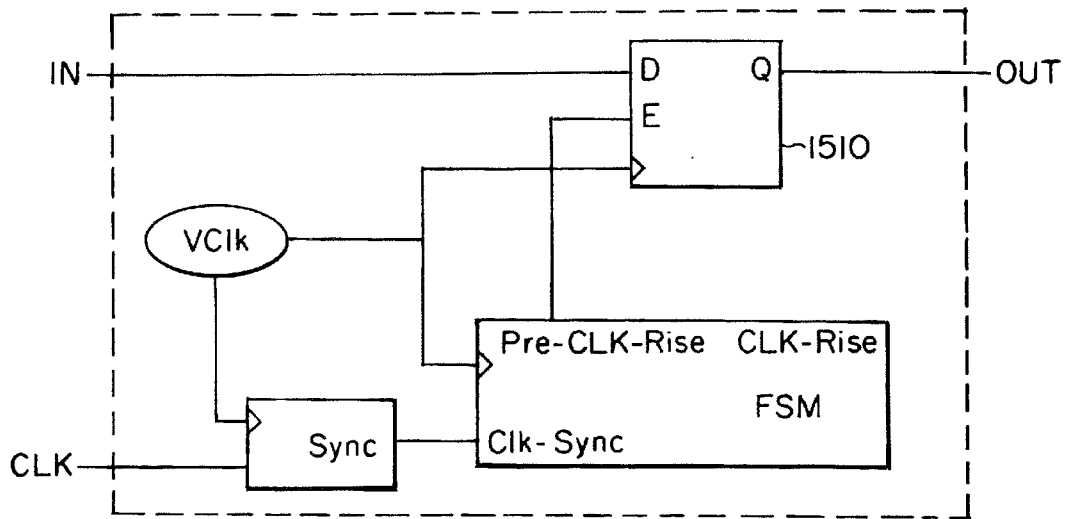 IN
D Q
OUT
E
1510
VClk
Pre-CLK-Rise CLK-Rise
FSM
Sync
Clk-Sync
CLK